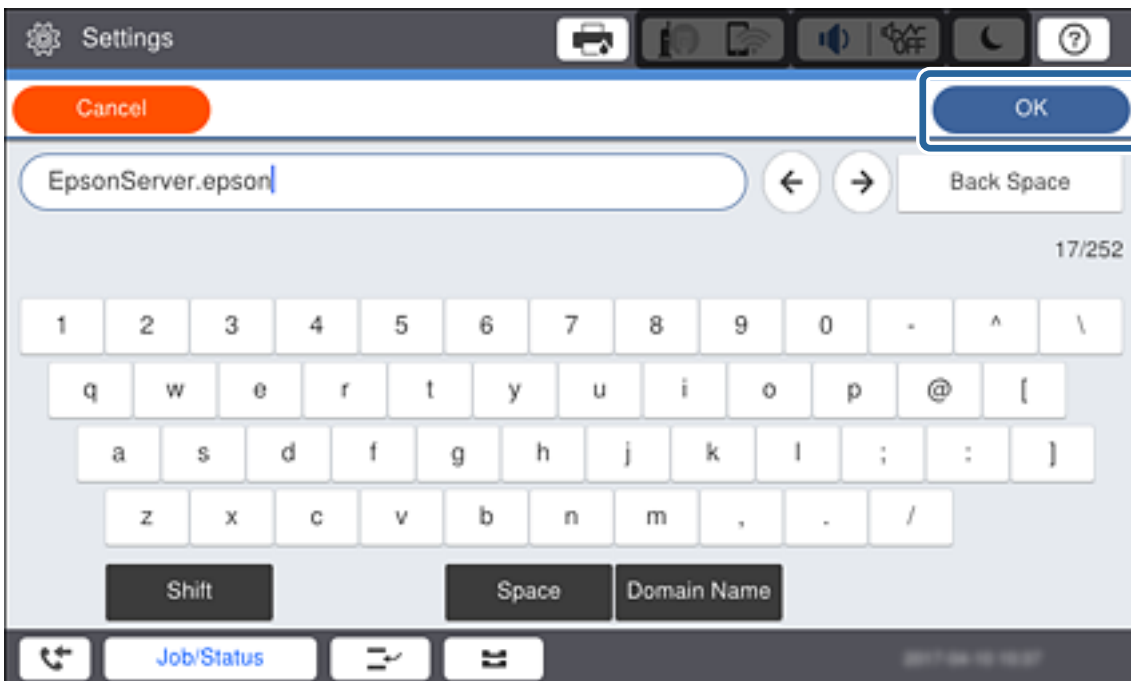 Settings
OFF
Cancel
OK
EpsonServer.epson
Back Space
17/252
1 2 3 4 5 6 7 8 9 0 - ^ \
q w e r t y u i o p @ [
a s d f g h j k l ; : ]
z x c v b n m , . /
Shift Space Domain Name
Job/Status